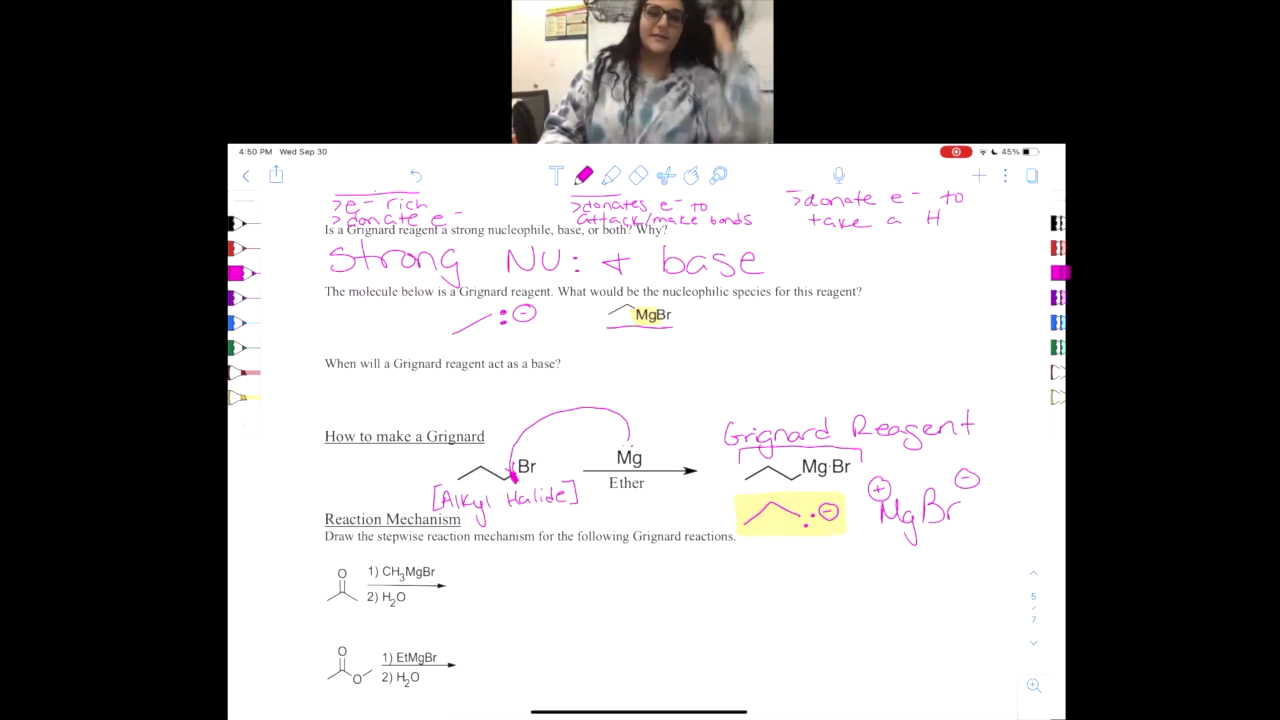 4:50 PM Wed Sep 30
45%
>e- rich
>donate e-
>donates e- to
attack/make bonds
>donate e- to
take a H
Is a Grignard reagent a strong nucleophile, base, or both? Why?
strong NU: + base
The molecule below is a Grignard reagent. What would be the nucleophilic species for this reagent?
MgBr
When will a Grignard reagent act as a base?
Grignard Reagent
How to make a Grignard
Br
Mg
Ether
Mg·Br
[Alkyl Halide]
MgBr
Reaction Mechanism
Draw the stepwise reaction mechanism for the following Grignard reactions.
O
1) CH3MgBr
2) H2O
5
/
7
O
O
1) EtMgBr
2) H2O